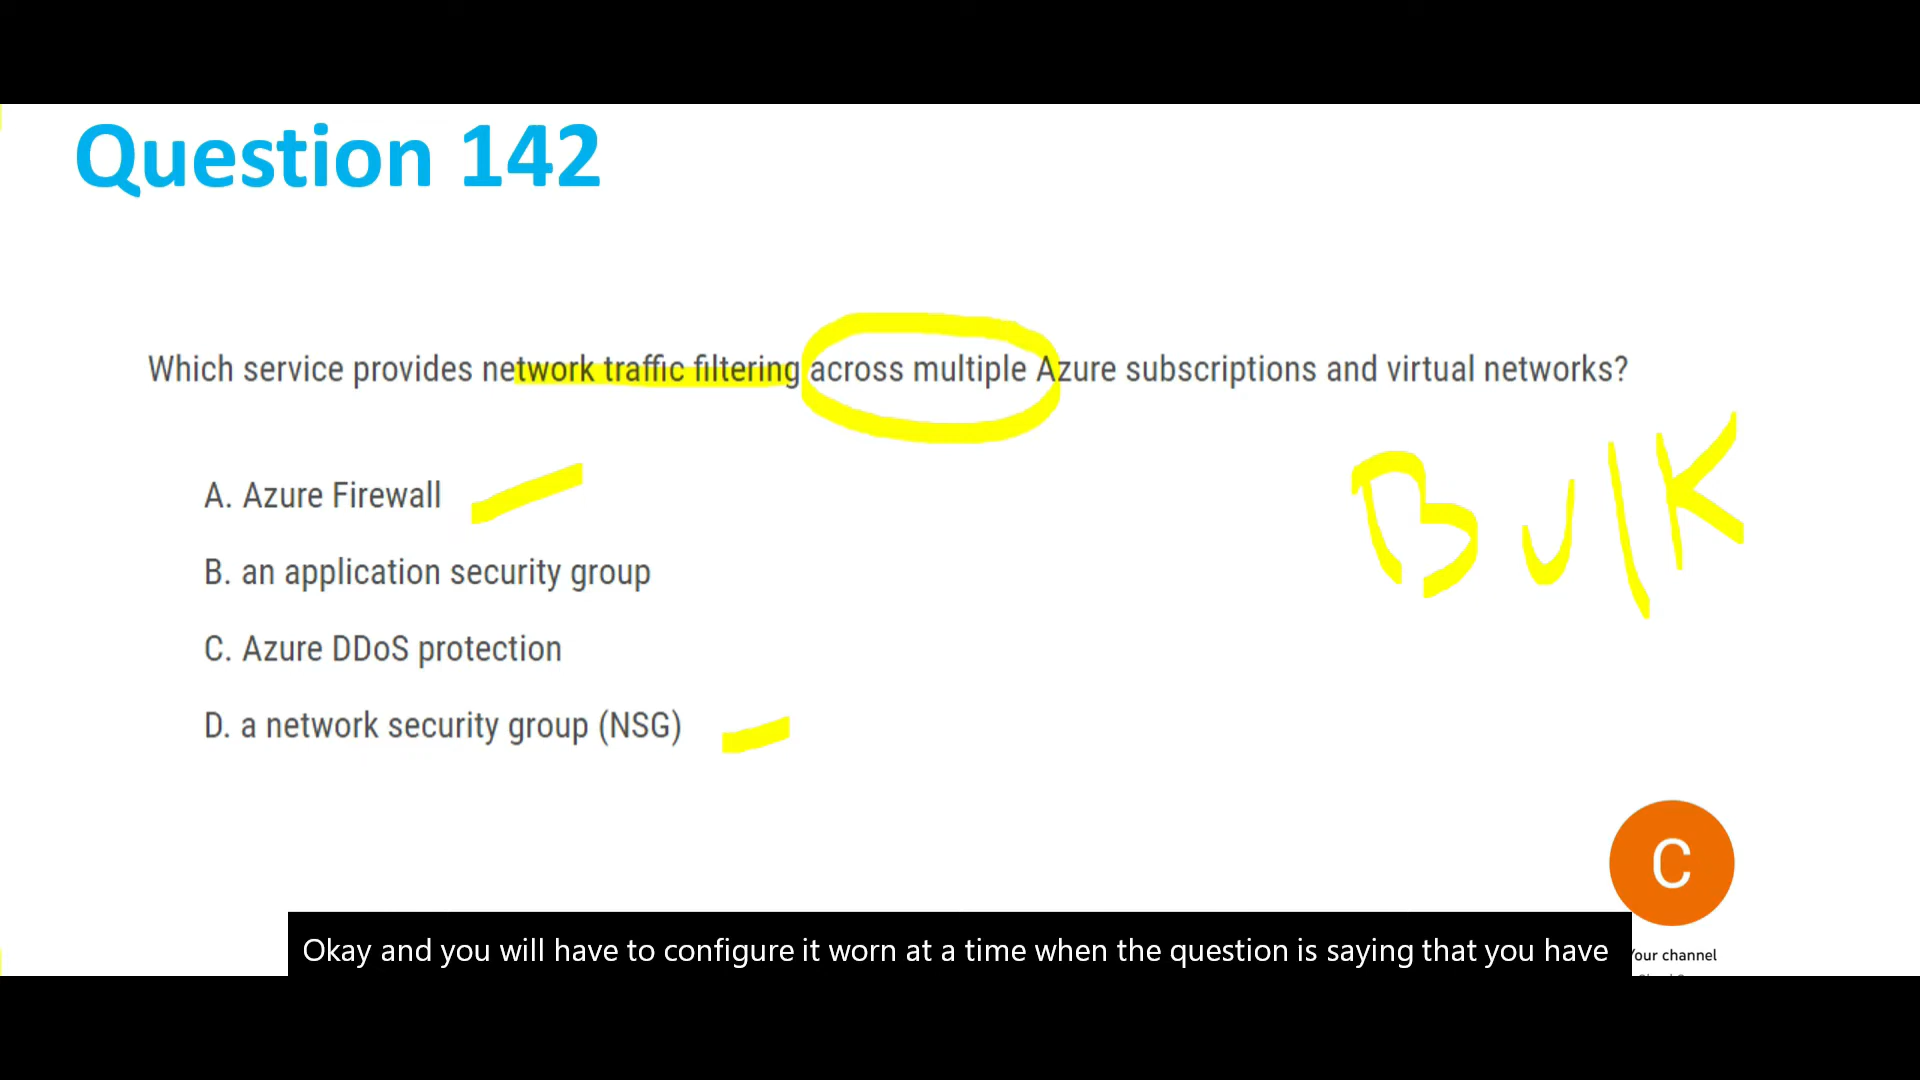 Question 142
Which service provides network traffic filtering across multiple Azure subscriptions and virtual networks?
A. Azure Firewall
BulK
B. an application security group
C. Azure DDoS protection
D. a network security group (NSG)
C
Okay and you will have to configure it worn at a time when the question is saying that you have
Your channel